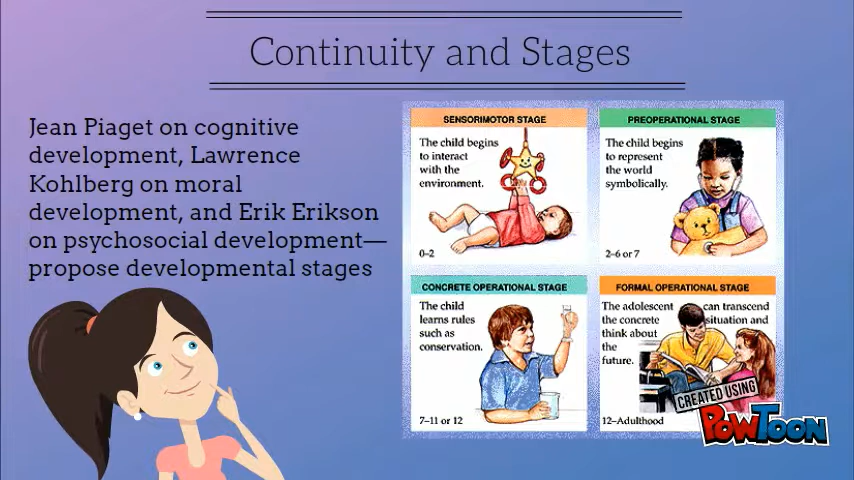 Continuity and Stages
Jean Piaget on cognitive
development, Lawrence
Kohlberg on moral
development, and Erik Erikson
on psychosocial development—
propose developmental stages
SENSORIMOTOR STAGE
The child begins
to interact
with the
environment.
0–2
PREOPERATIONAL STAGE
The child begins
to represent
the world
symbolically.
2–6 or 7
CONCRETE OPERATIONAL STAGE
The child
learns rules
such as
conservation.
7–11 or 12
FORMAL OPERATIONAL STAGE
The adolescent can transcend
the concrete situation and
think about
the
future.
12–Adulthood
CREATED USING
POWTOON